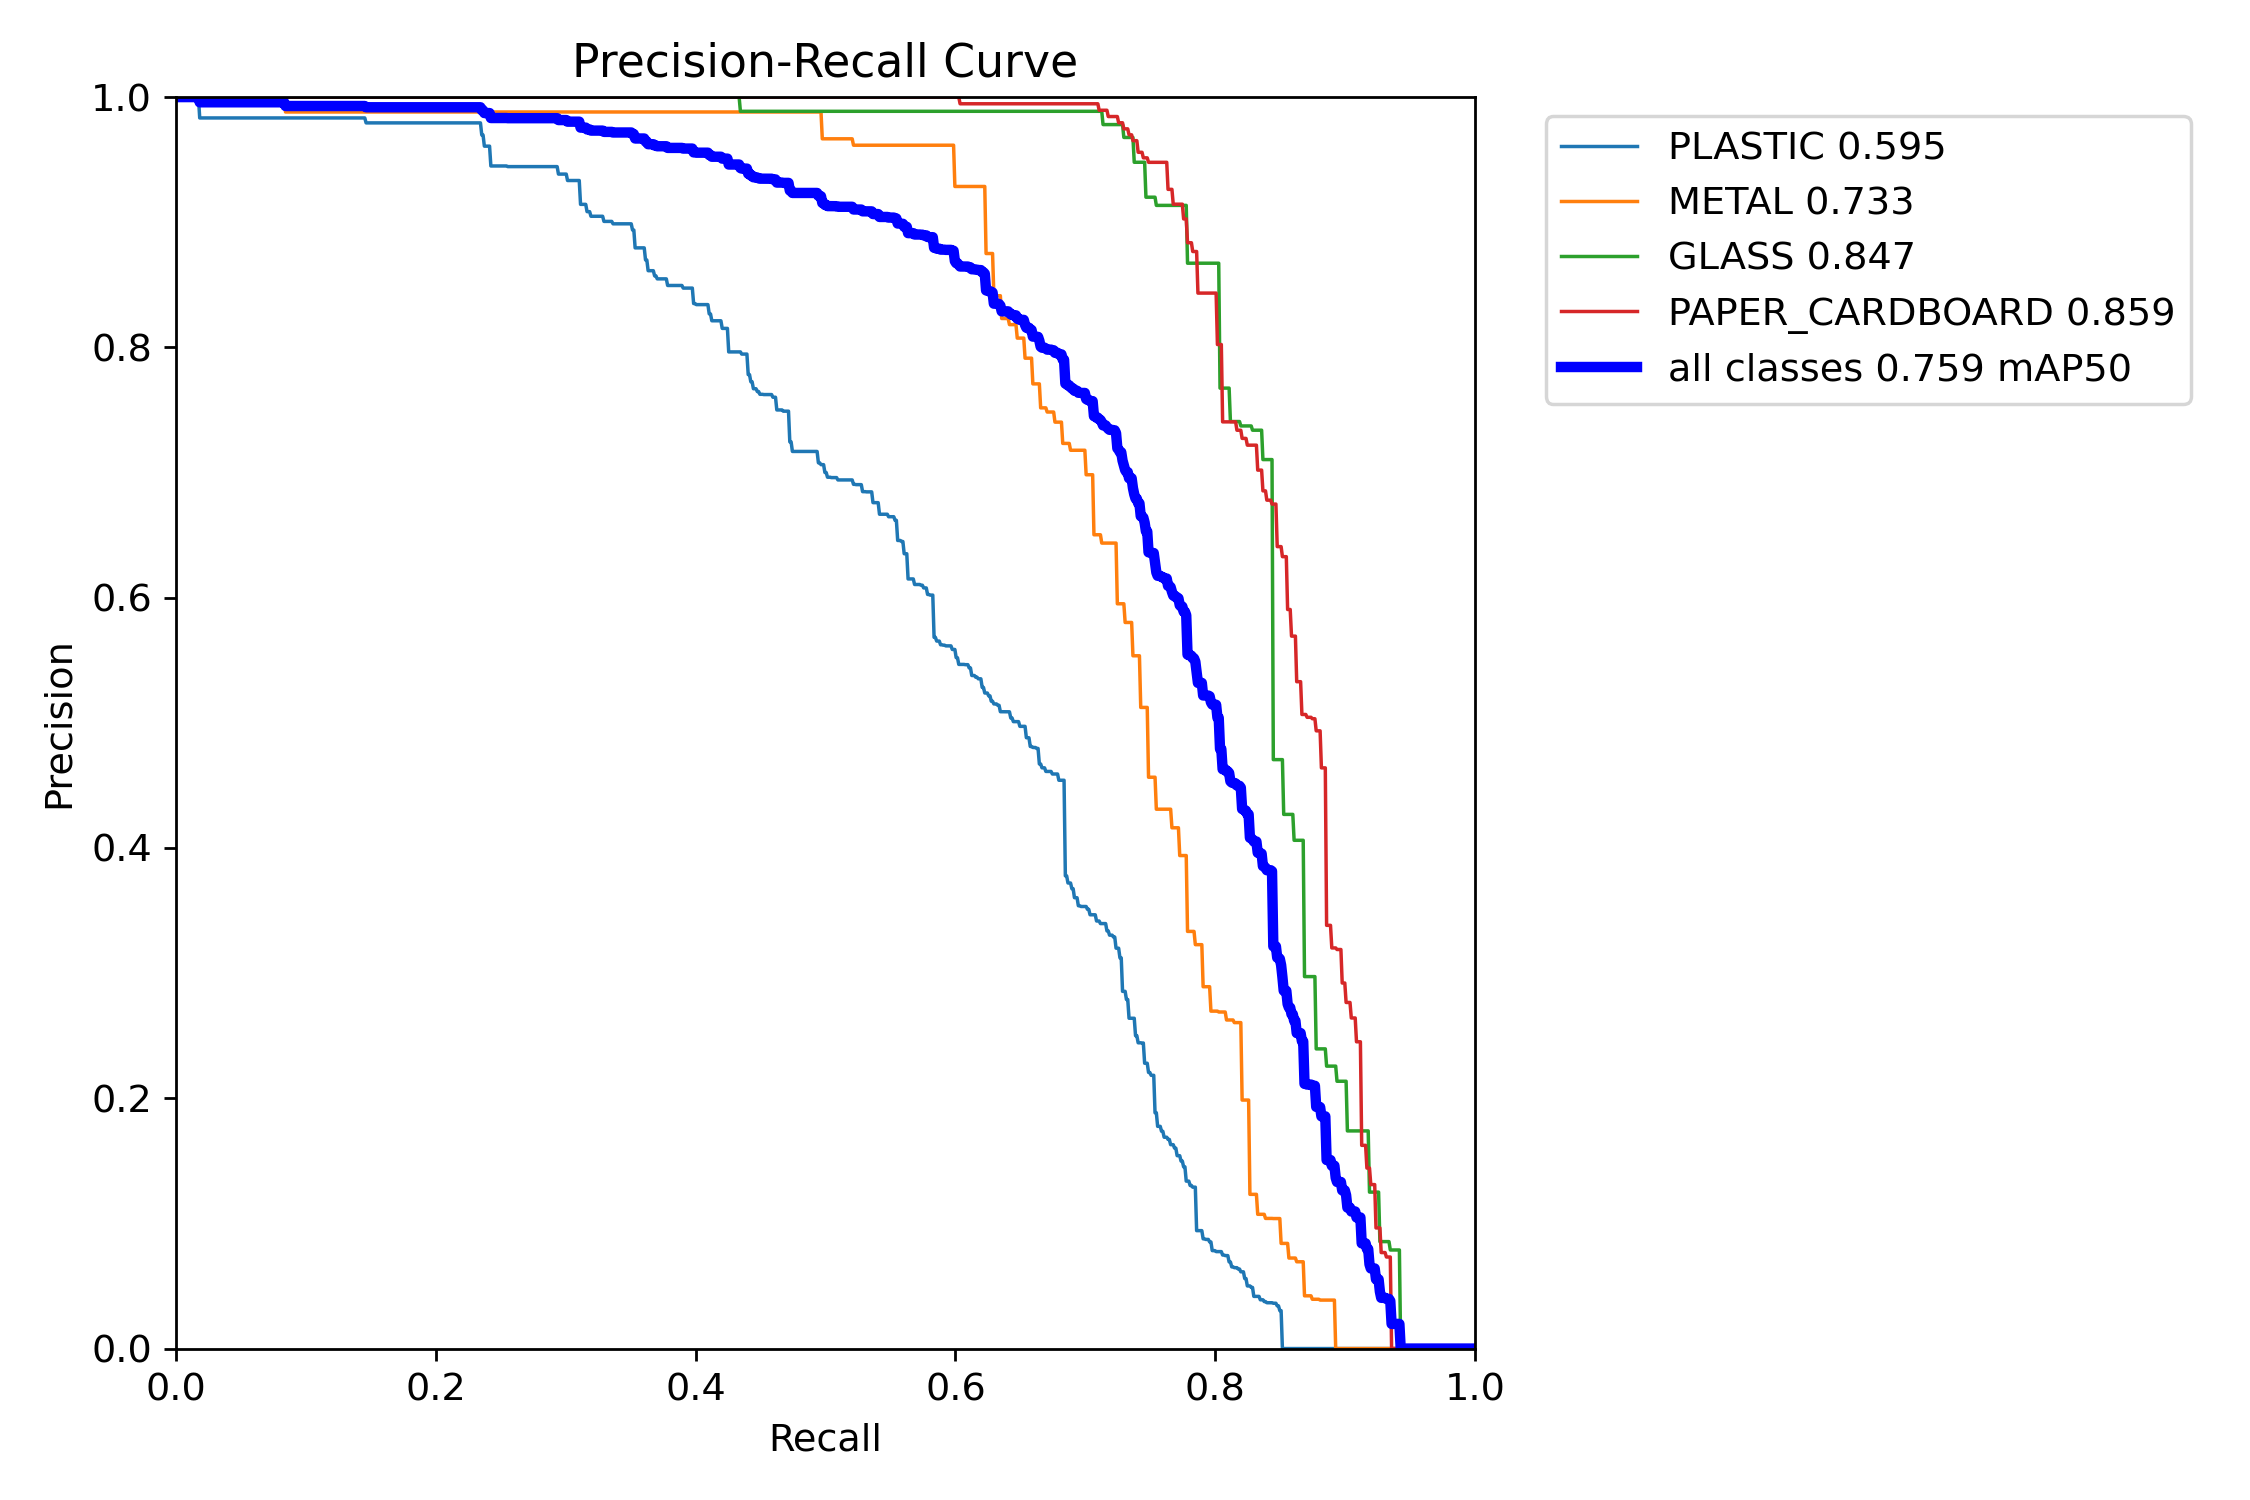 Precision-Recall Curve
1.0
0.8
0.6
0.4
0.2
0.0
Precision
0.0 0.2 0.4 0.6 0.8 1.0
Recall
PLASTIC 0.595
METAL 0.733
GLASS 0.847
PAPER_CARDBOARD 0.859
all classes 0.759 mAP50